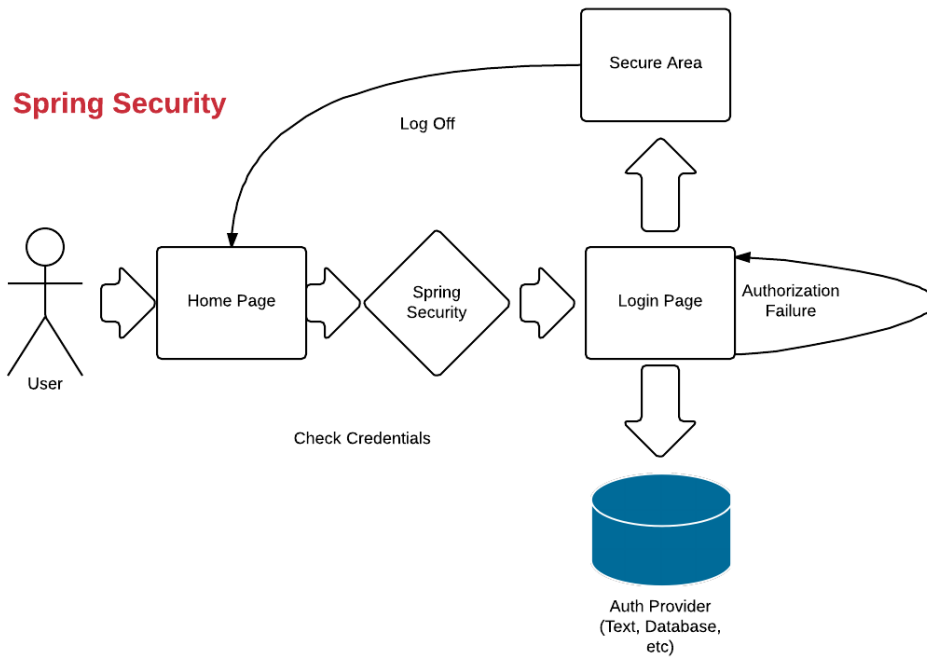 Secure Area
Spring Security
Log Off
Home Page
Spring
Security
Login Page
Authorization
Failure
User
Check Credentials
Auth Provider
(Text, Database,
etc)